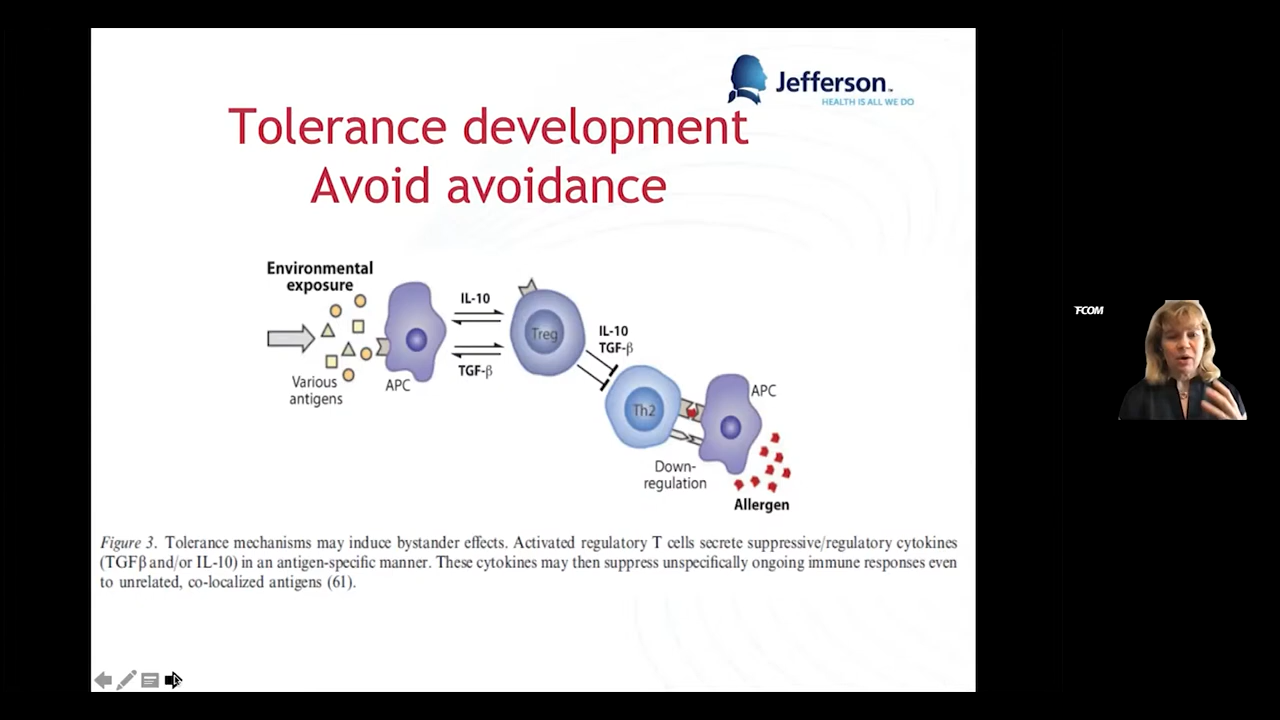 Jefferson™
HEALTH IS ALL WE DO
Tolerance development
Avoid avoidance
Environmental
exposure
Various
antigens
APC
IL-10
TGF-β
Treg
IL-10
TGF-β
Th2
APC
Down-
regulation
Allergen
Figure 3. Tolerance mechanisms may induce bystander effects. Activated regulatory T cells secrete suppressive/regulatory cytokines
(TGFβ and/or IL-10) in an antigen-specific manner. These cytokines may then suppress unspecifically ongoing immune responses even
to unrelated, co-localized antigens (61).
TFCOM